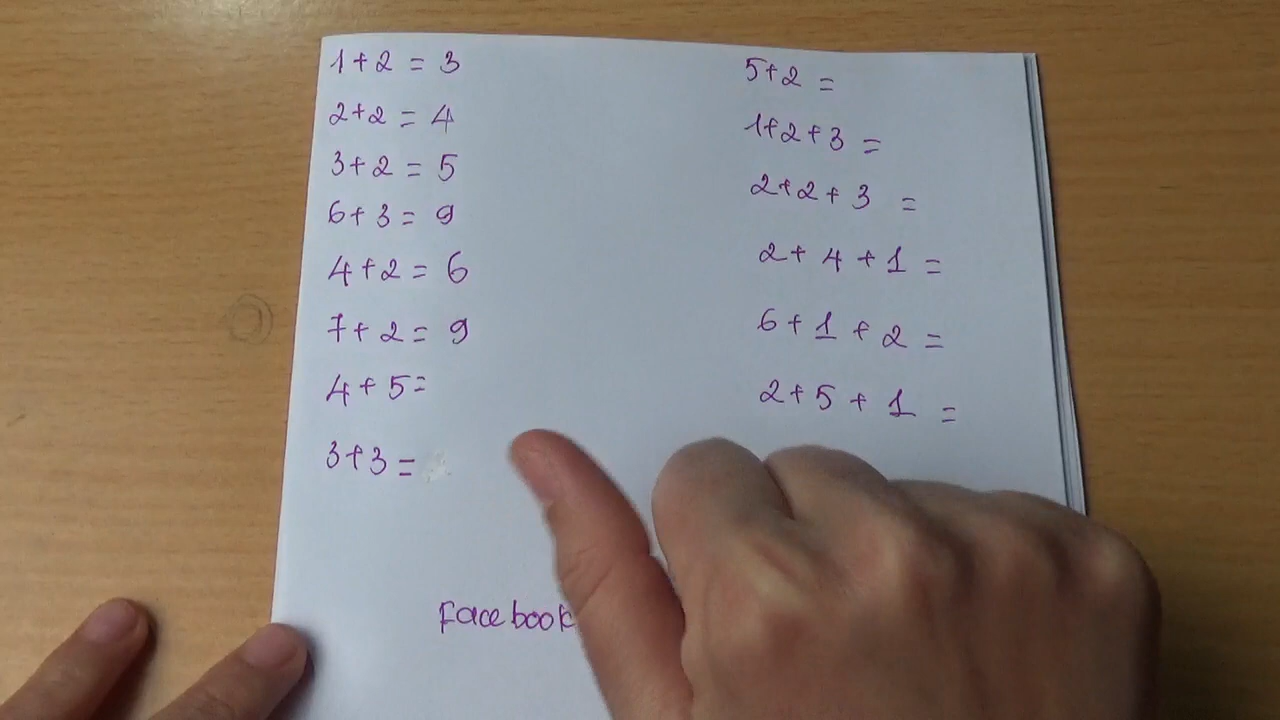 1+2 = 3
2+2 = 4
3+2 = 5
6+3 = 9
4+2 = 6
7+2 = 9
4+5=
3+3 =
5+2 =
1+2+3 =
2+2+3 =
2+4+1 =
6+1+2 =
2+5+1 =
Facebook